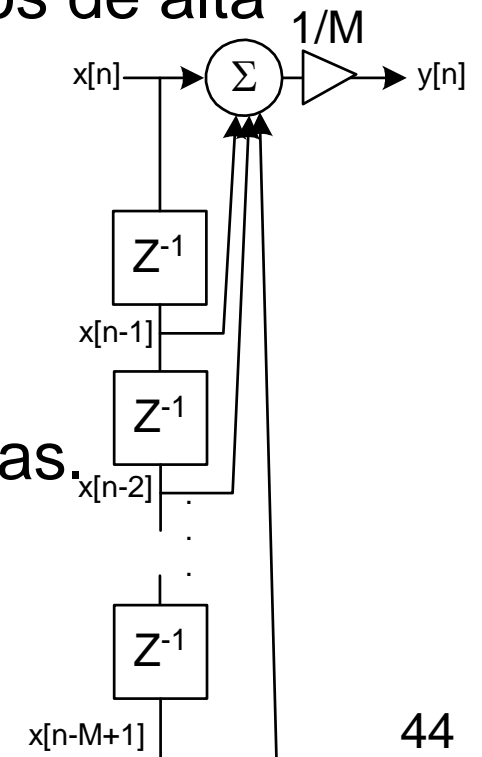 os de alta
1/M
x[n] Σ y[n]
Z⁻¹
x[n-1]
Z⁻¹
as.
x[n-2]
.
.
.
Z⁻¹
x[n-M+1]
44